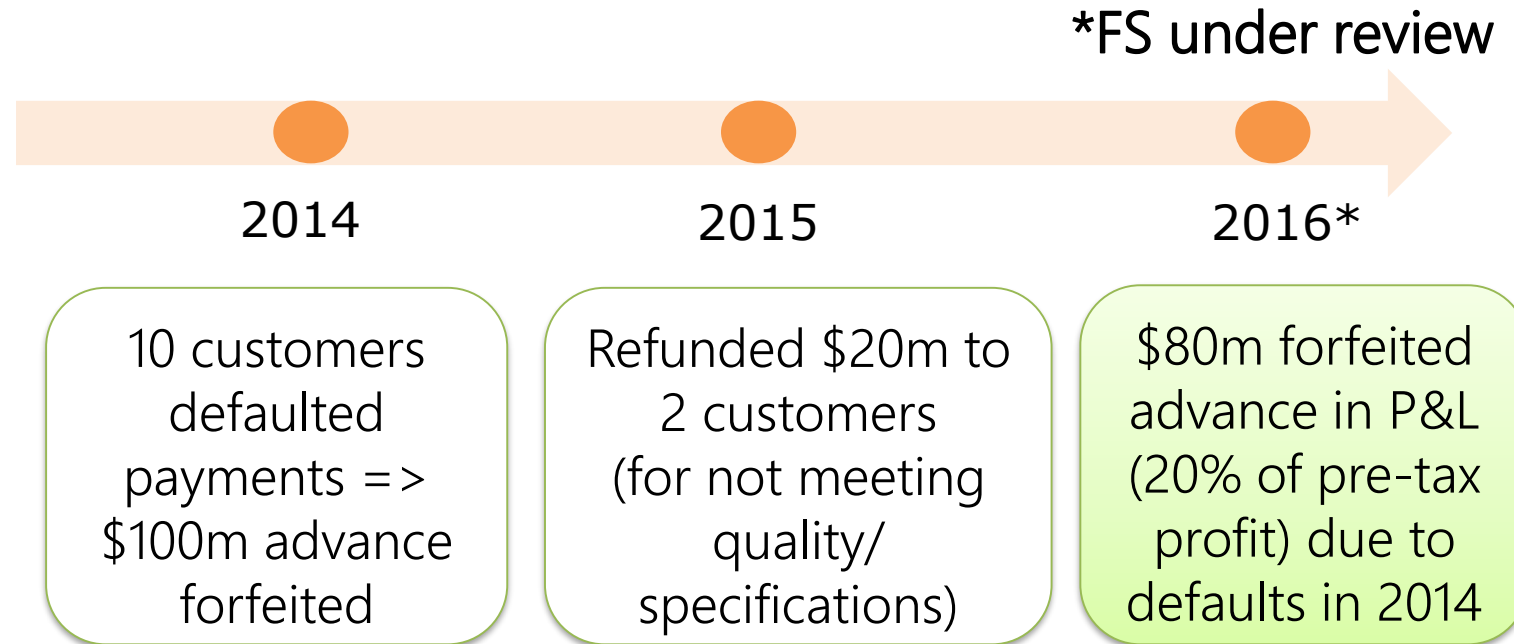 *FS under review
2014
2015
2016*
10 customers
defaulted
payments =>
$100m advance
forfeited
Refunded $20m to
2 customers
(for not meeting
quality/
specifications)
$80m forfeited
advance in P&L
(20% of pre-tax
profit) due to
defaults in 2014